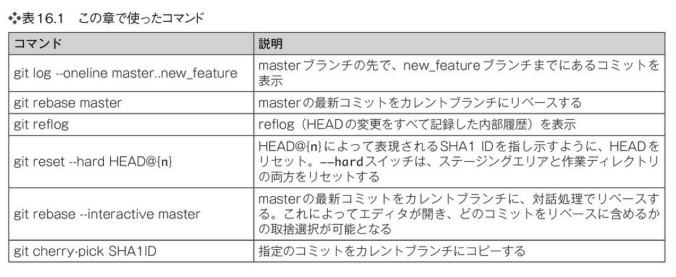 ❖表16.1 この章で使ったコマンド
コマンド 説明
git log --oneline master..new_feature masterブランチの先で、new_featureブランチまでにあるコミットを
表示
git rebase master masterの最新コミットをカレントブランチにリベースする
git reflog reflog（HEADの変更をすべて記録した内部履歴）を表示
git reset --hard HEAD@{n} HEAD@{n}によって表現されるSHA1 IDを指し示すように、HEADを
リセット。--hardスイッチは、ステージングエリアと作業ディレクトリ
の両方をリセットする
git rebase --interactive master masterの最新コミットをカレントブランチに、対話処理でリベースす
る。これによってエディタが開き、どのコミットをリベースに含めるか
の取捨選択が可能となる
git cherry-pick SHA1ID 指定のコミットをカレントブランチにコピーする